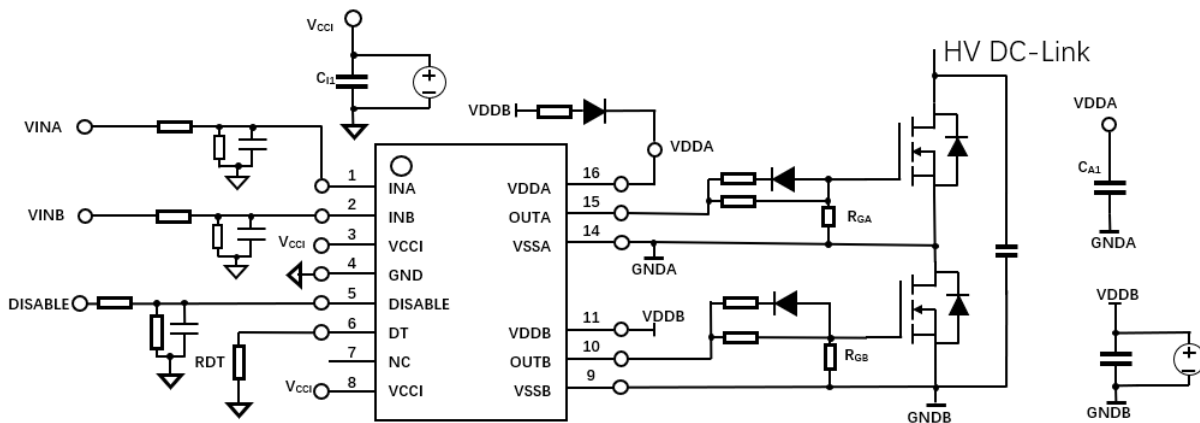 VCCI
CI1
HV DC-Link
VINA
VDDB
VDDA
VDDA
CA1
GNDA
1 INA
VDDA 16
OUTA 15
RGA
VINB
2 INB
VCCI 3 VCCI
VSSA 14
GNDA
4 GND
DISABLE
5 DISABLE
VDDB
6 DT
VDDB 11 VDDB
RDT
7 NC
OUTB 10
RGB
VCCI 8 VCCI
VSSB 9
GNDB
GNDB